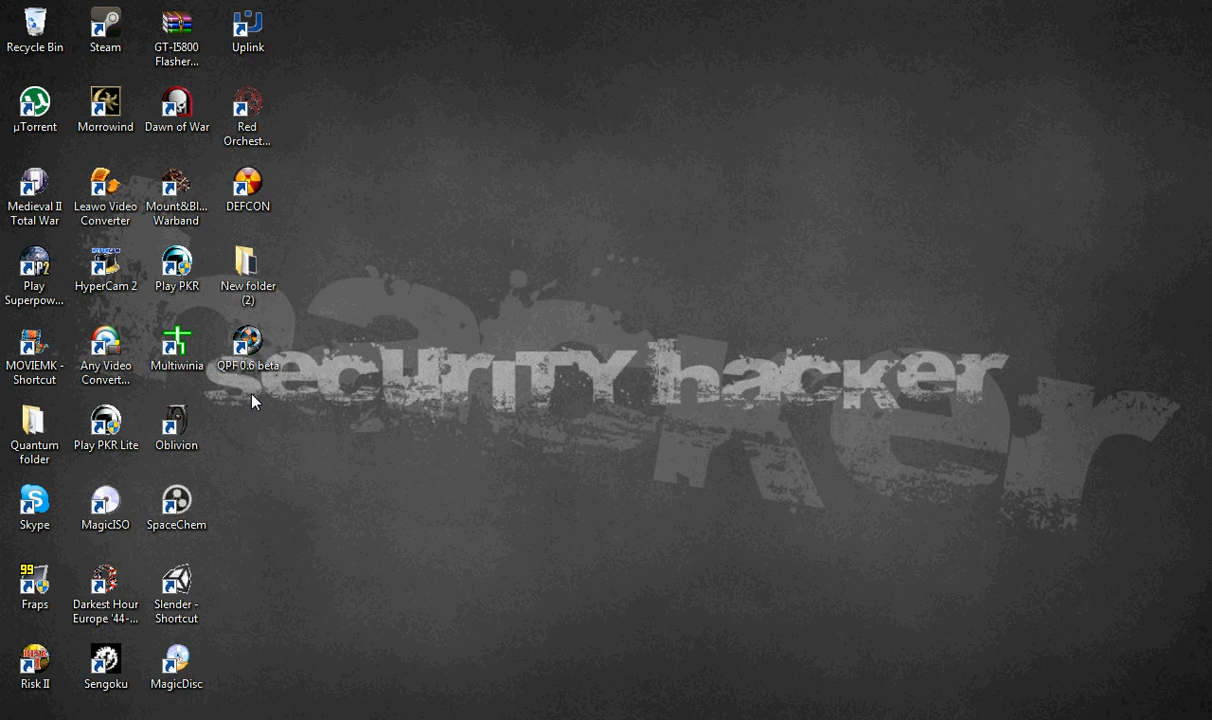 Recycle Bin
Steam
GT-I5800
Flasher...
Uplink
µTorrent
Morrowind
Dawn of War
Red
Orchest...
Medieval II
Total War
Leawo Video
Converter
Mount&Bl...
Warband
DEFCON
Play
Superpow...
HyperCam 2
Play PKR
New folder
(2)
MOVIEMK -
Shortcut
Any Video
Convert...
Multiwinia
QPF 0.6 beta
securITY hacker
hacker
Quantum
folder
Play PKR Lite
Oblivion
Skype
MagicISO
SpaceChem
99
Fraps
Darkest Hour
Europe '44-...
Slender -
Shortcut
Risk II
Sengoku
MagicDisc